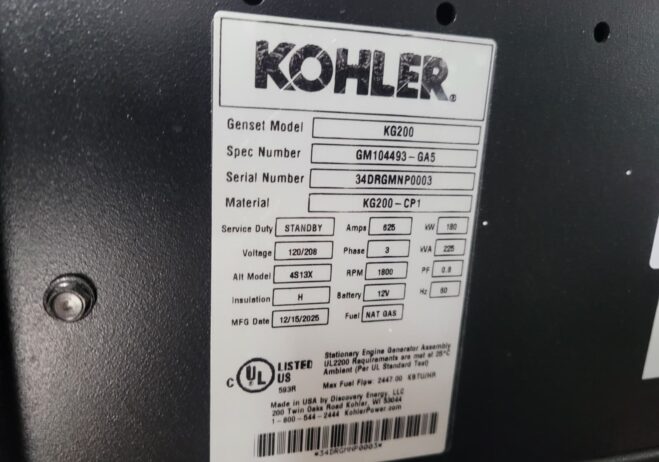 KOHLER®
Genset Model KG200
Spec Number GM104493-GA5
Serial Number 34DRGMNP0003
Material KG200-CP1
Service Duty STANDBY Amps 625 kW 180
Voltage 120/208 Phase 3 kVA 225
Alt Model 4S13X RPM 1800 PF 0.8
Insulation H Battery 12V Hz 60
MFG Date 12/15/2025 Fuel NAT GAS
C UL LISTED US 593R
Stationary Engine Generator Assembly
UL2200 Requirements are met at 25°C
Ambient (Per UL Standard Test)
Max Fuel Flow: 2447.00 KBTU/HR
Made in USA by Discovery Energy, LLC
200 Twin Oaks Road Kohler, WI 53044
1-800-544-2444 KohlerPower.com
*34DRGMNP0003*